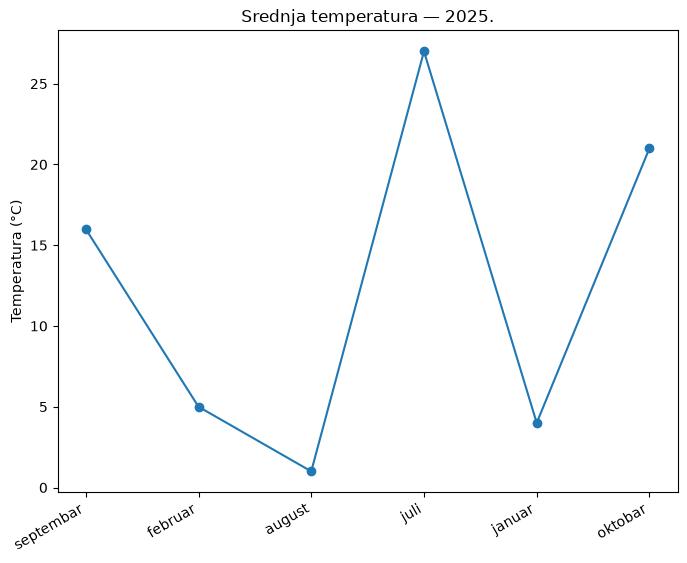 Srednja temperatura — 2025.
Temperatura (°C)
25
20
15
10
5
0
septembar
februar
august
juli
januar
oktobar